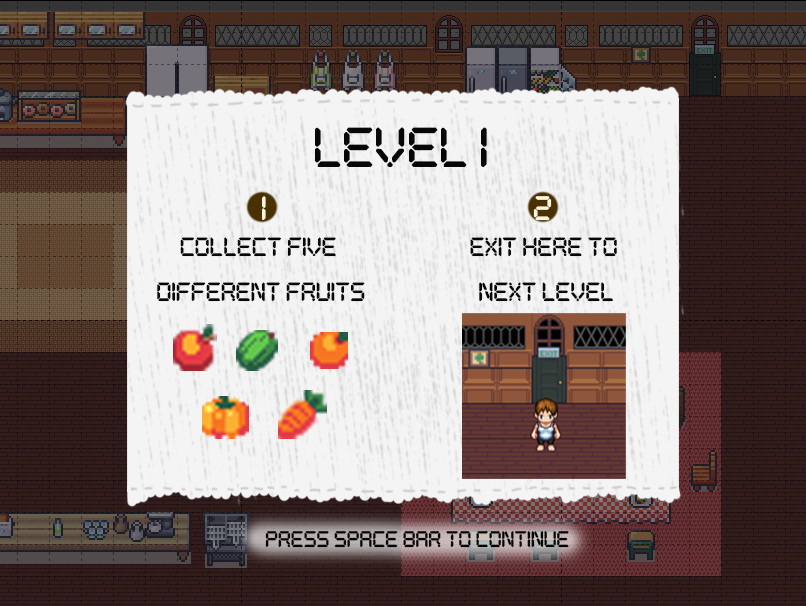 LEVEL 1
1
COLLECT FIVE
DIFFERENT FRUITS
2
EXIT HERE TO
NEXT LEVEL
EXIT
EXIT
PRESS SPACE BAR TO CONTINUE